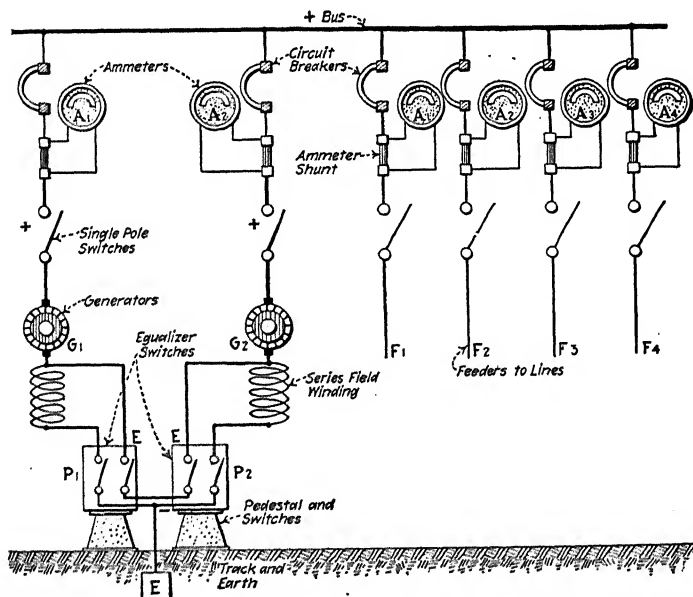 + Bus
Ammeters
Circuit
Breakers
A1
A2
A1
A2
A3
A4
Ammeter
Shunt
+
Single Pole
Switches
+
Generators
G1
G2
Equalizer
Switches
F1
F2
F3
F4
Feeders to Lines
Series Field
Winding
E
E
P1
P2
Pedestal and
Switches
Track and
Earth
E